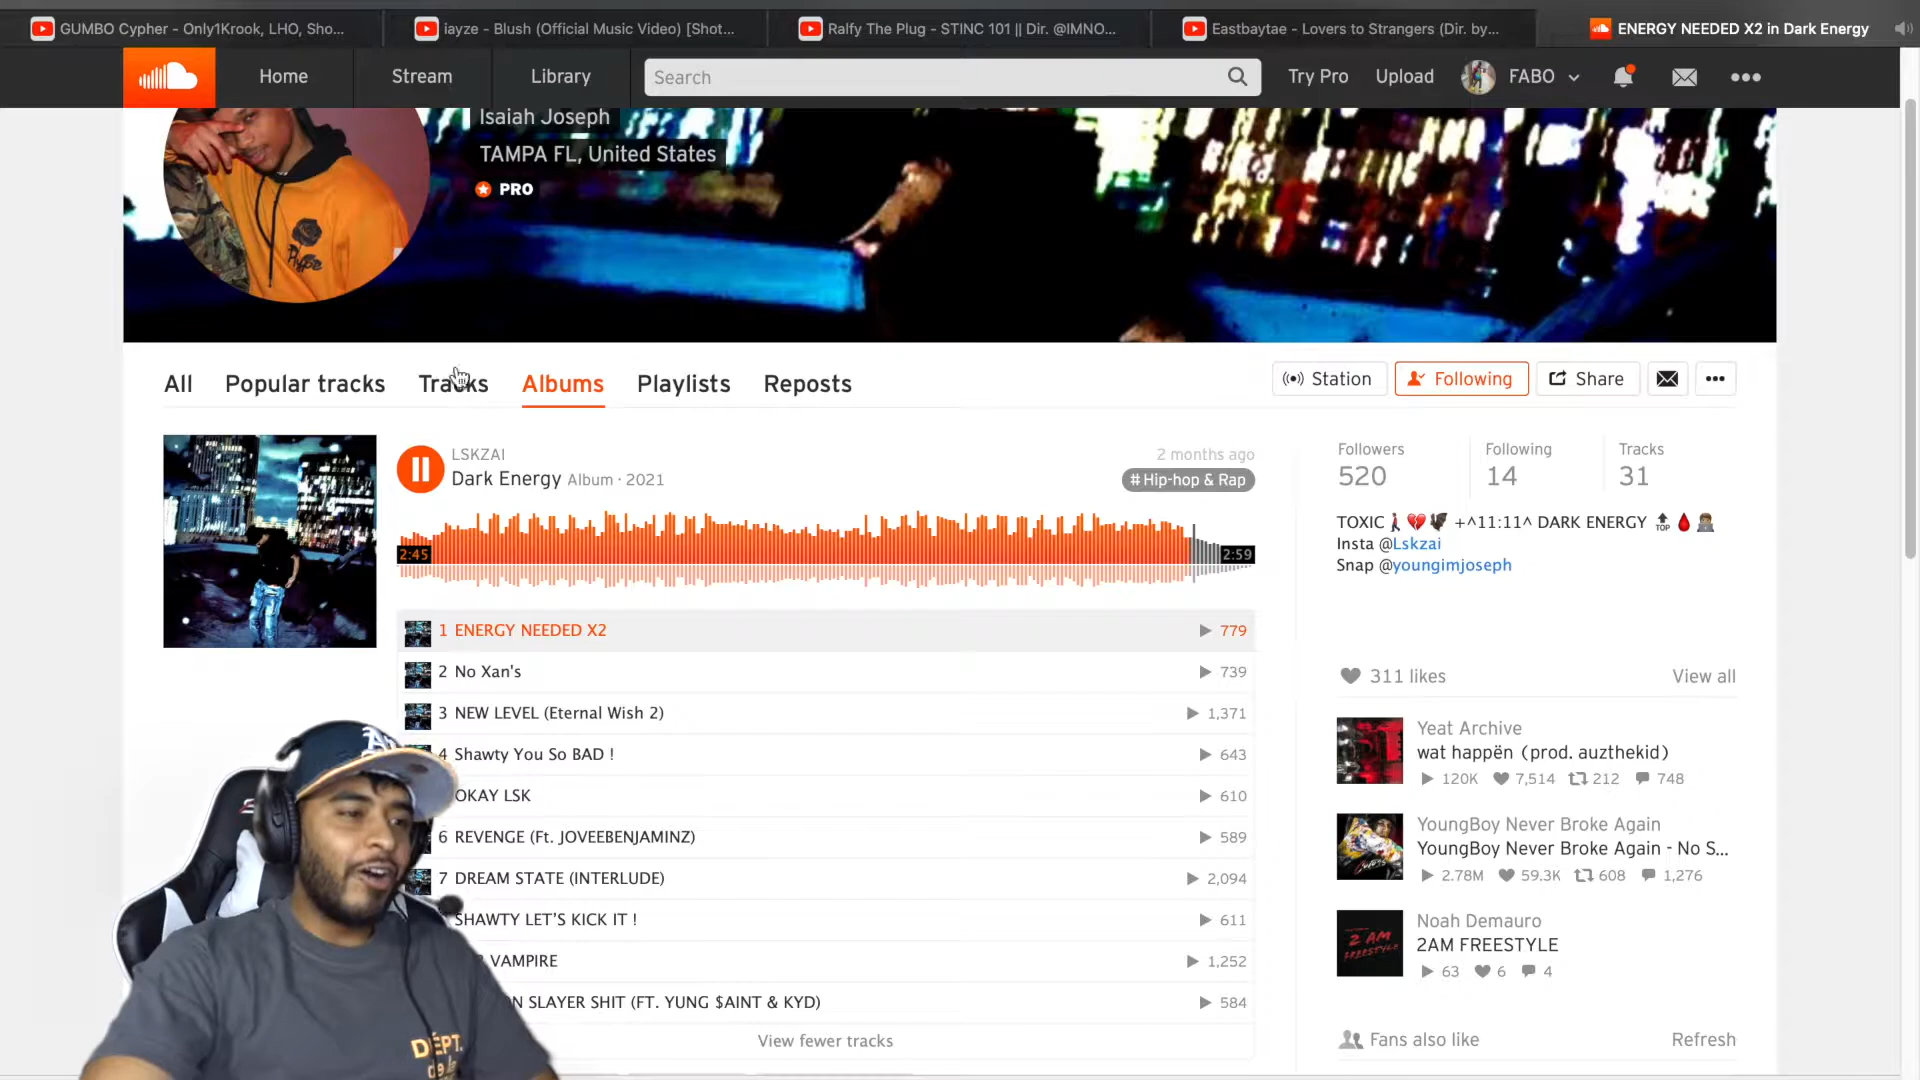 GUMBO Cypher - Only1Krook, LHO, Sho...
iayze - Blush (Official Music Video) [Shot...
Ralfy The Plug - STINC 101 || Dir. @IMNO...
Eastbaytae - Lovers to Strangers (Dir. by...
ENERGY NEEDED X2 in Dark Energy
Home
Stream
Library
Search
Try Pro
Upload
FABO
Isaiah Joseph
TAMPA FL, United States
PRO
All
Popular tracks
Tracks
Albums
Playlists
Reposts
Station
Following
Share
LSKZAI
2 months ago
Dark Energy Album · 2021
# Hip-hop & Rap
2:45
2:59
1 ENERGY NEEDED X2 779
2 No Xan's 739
3 NEW LEVEL (Eternal Wish 2) 1,371
4 Shawty You So BAD ! 643
OKAY LSK 610
6 REVENGE (Ft. JOVEEBENJAMINZ) 589
7 DREAM STATE (INTERLUDE) 2,094
SHAWTY LET'S KICK IT ! 611
VAMPIRE 1,252
SLAYER SHIT (FT. YUNG $AINT & KYD) 584
View fewer tracks
Followers
520
Following
14
Tracks
31
TOXIC🚶💔🦇 +^11:11^ DARK ENERGY 🔝🩸👨🏽‍💻
Insta @Lskzai
Snap @youngimjoseph
311 likes
View all
Yeat Archive
wat happën (prod. auzthekid)
120K 7,514 212 748
YoungBoy Never Broke Again
YoungBoy Never Broke Again - No S...
2.78M 59.3K 608 1,276
2 AM
FREESTYLE
Noah Demauro
2AM FREESTYLE
63 6 4
Fans also like
Refresh
DÉPT.
de la